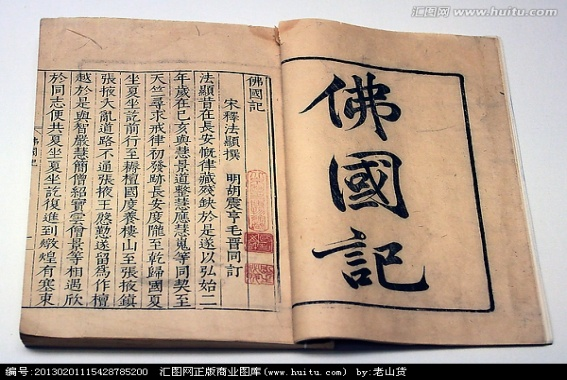 汇图网
www.huitu.com
佛國記
佛國記
宋釋法顯撰 明胡震亨毛晉同訂
法顯昔在長安慨律藏殘缺於是遂以弘始二
年歲在已亥與慧景道整慧應慧嵬等同契至
天竺尋求戒律初發跡長安度隴至乾歸國夏
坐夏坐訖前行至耨檀國度養樓山至張掖鎮
張掖大亂道路不通張掖王慇勤遂留為作檀
越於是與智嚴慧簡僧紹寶雲僧景等相遇欣
於同志便共夏坐夏坐訖復進到燉煌有塞東
佛國記
编号:20130201115428785200 汇图网正版商业图库(www.huitu.com) by:老山货